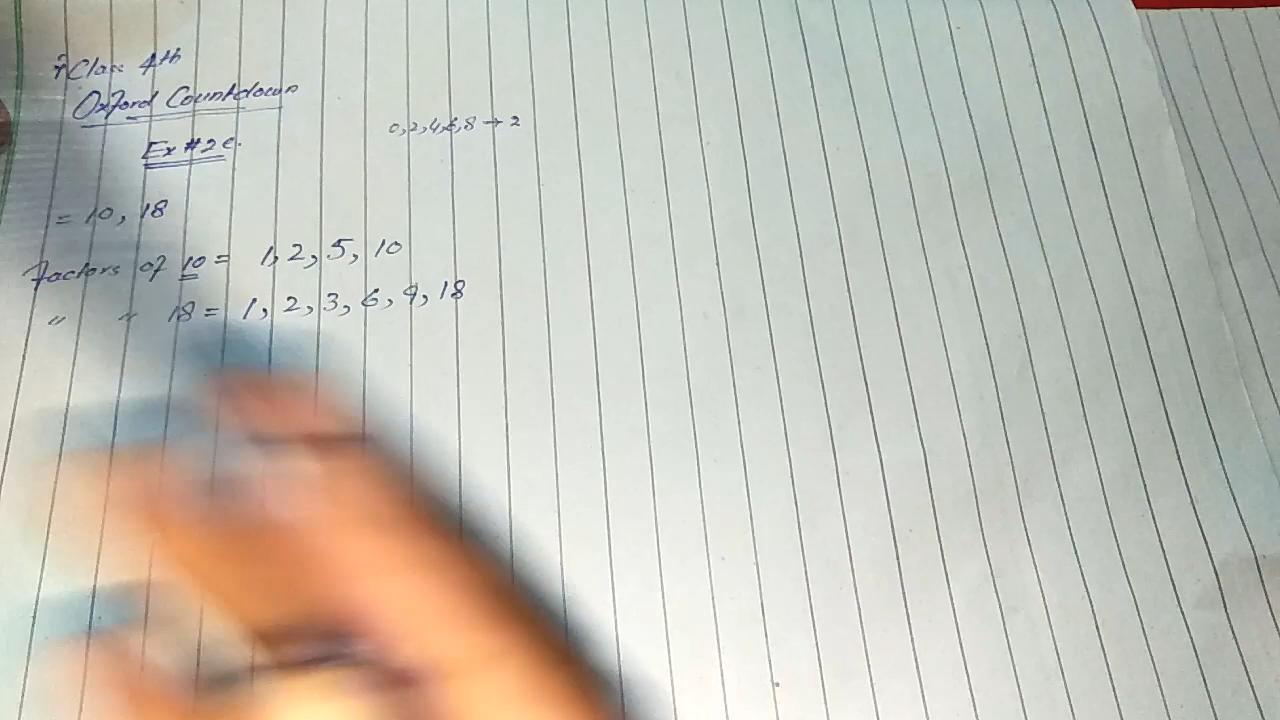 Class 4th
Oxford Countdown
Ex #2c.
0,2,4,6,8 → 2
= 10, 18
Factors of 10 = 1, 2, 5, 10
" " 18 = 1, 2, 3, 6, 9, 18